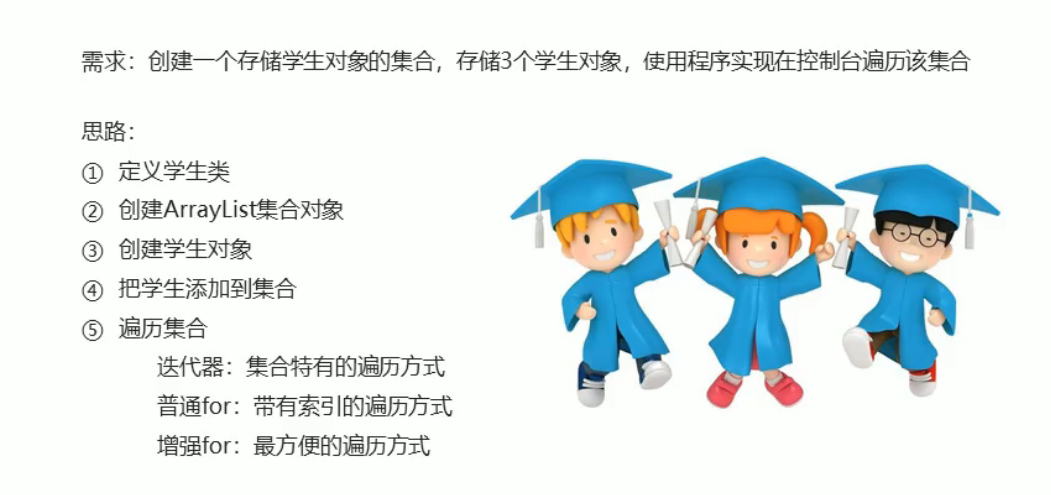 需求：创建一个存储学生对象的集合，存储3个学生对象，使用程序实现在控制台遍历该集合
思路：
① 定义学生类
② 创建ArrayList集合对象
③ 创建学生对象
④ 把学生添加到集合
⑤ 遍历集合
迭代器：集合特有的遍历方式
普通for：带有索引的遍历方式
增强for：最方便的遍历方式